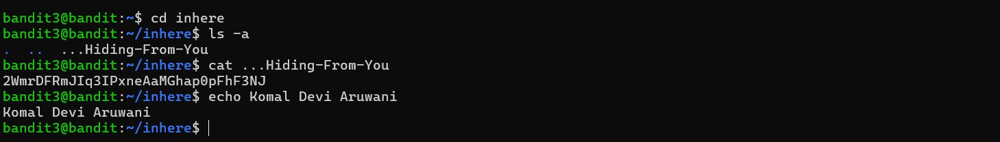 bandit3@bandit:~$ cd inhere
bandit3@bandit:~/inhere$ ls -a
.  ..  ...Hiding-From-You
bandit3@bandit:~/inhere$ cat ...Hiding-From-You
2WmrDFRmJIq3IPxneAaMGhap0pFhF3NJ
bandit3@bandit:~/inhere$ echo Komal Devi Aruwani
Komal Devi Aruwani
bandit3@bandit:~/inhere$